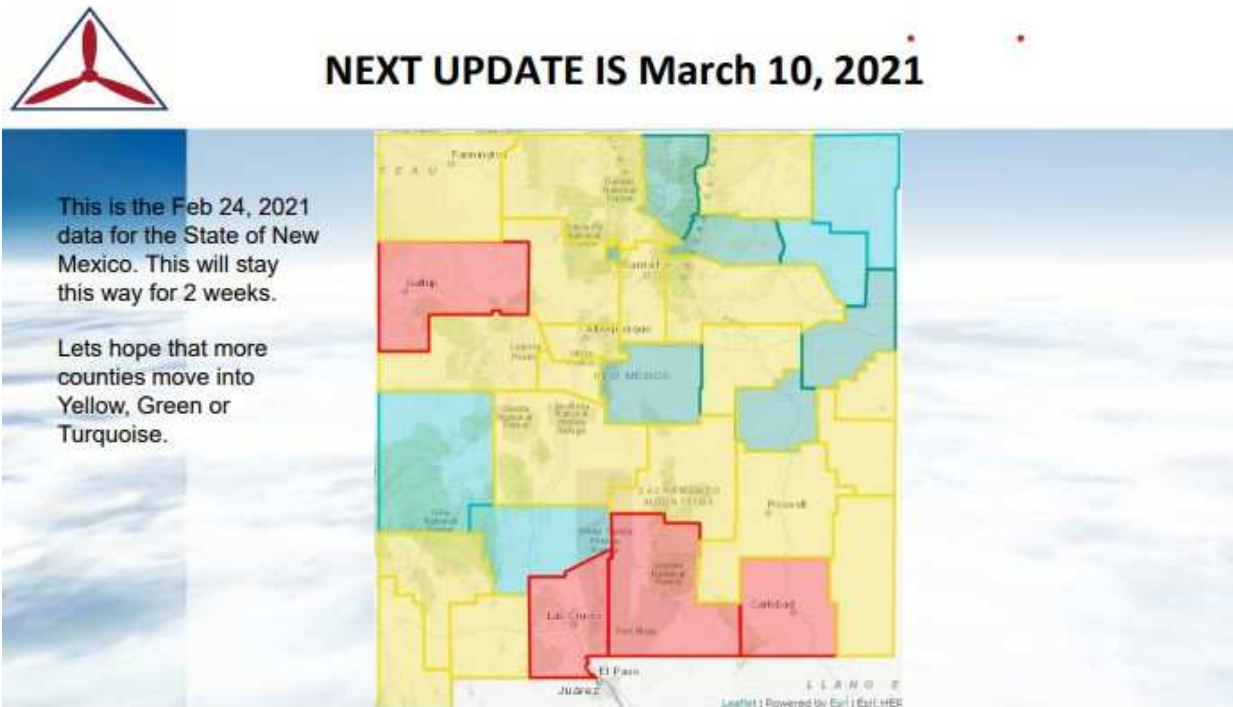 NEXT UPDATE IS March 10, 2021
This is the Feb 24, 2021
data for the State of New
Mexico. This will stay
this way for 2 weeks.
Lets hope that more
counties move into
Yellow, Green or
Turquoise.
Farmington
Gallup
Albuquerque
NEW MEXICO
SACRAMENTO
MOUNTAINS
Roswell
Las Cruces
Carlsbad
Fort Bliss
El Paso
Juárez
LLANO E
Leaflet | Powered by Esri | Esri, HER